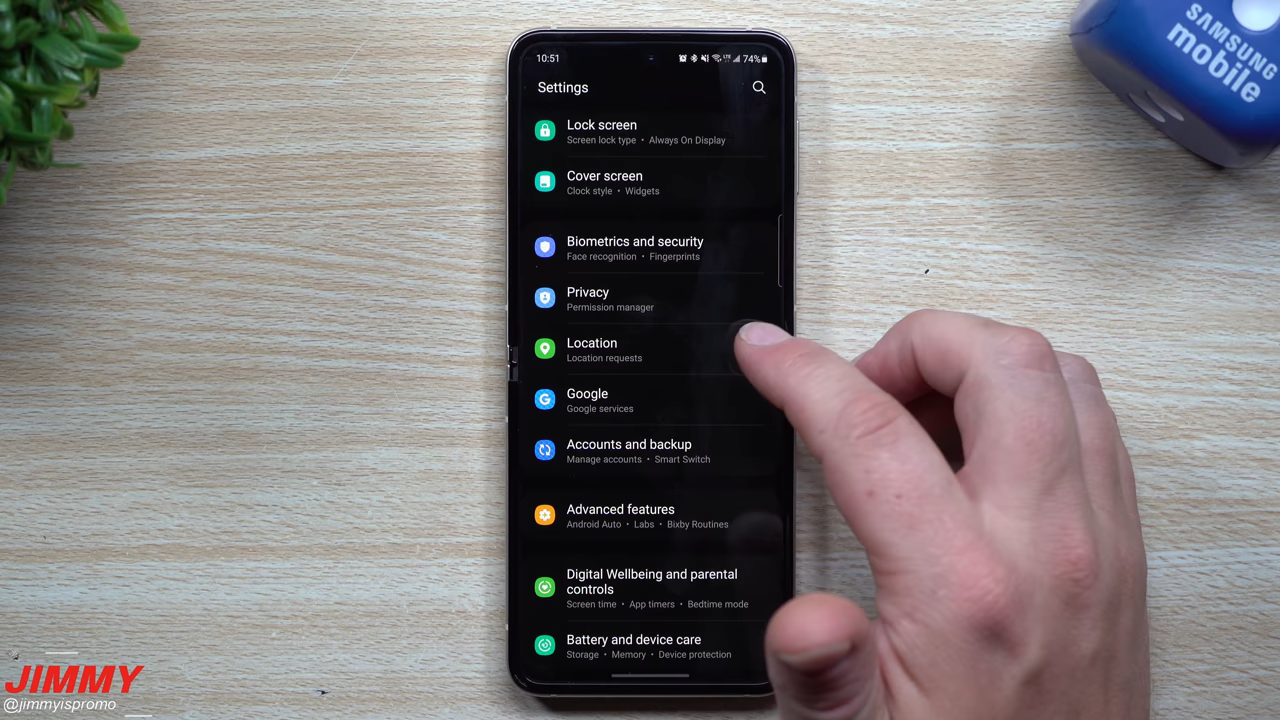 10:51
LTE
74%
Settings
Lock screen
Screen lock type • Always On Display
Cover screen
Clock style • Widgets
Biometrics and security
Face recognition • Fingerprints
Privacy
Permission manager
Location
Location requests
Google
Google services
Accounts and backup
Manage accounts • Smart Switch
Advanced features
Android Auto • Labs • Bixby Routines
Digital Wellbeing and parental
controls
Screen time • App timers • Bedtime mode
Battery and device care
Storage • Memory • Device protection
SAMSUNG
mobile
JIMMY
@jimmyispromo